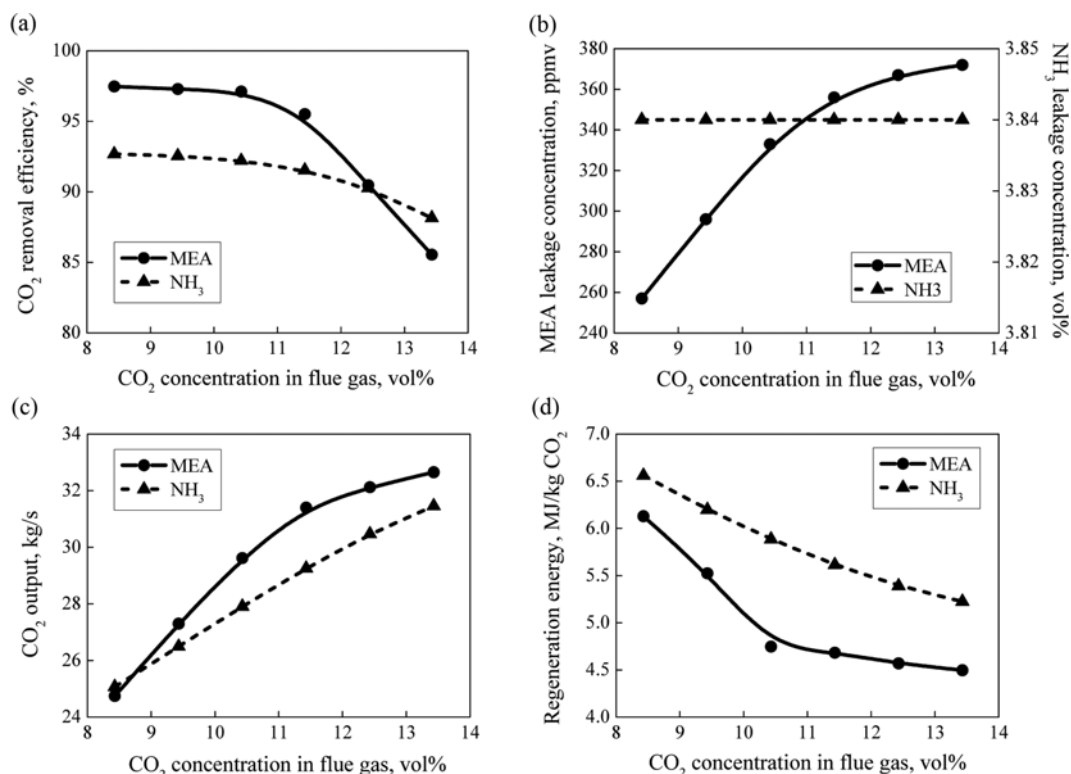 (a)
100
95
90
85
80
CO₂ removal efficiency, %
MEA
NH₃
8 9 10 11 12 13 14
CO₂ concentration in flue gas, vol%
(b)
380
360
340
320
300
280
260
240
MEA leakage concentration, ppmv
3.85
3.84
3.83
3.82
3.81
NH₃ leakage
concentration, vol%
MEA
NH3
8 9 10 11 12 13 14
CO₂ concentration in flue gas, vol%
(c)
34
32
30
28
26
24
CO₂ output, kg/s
MEA
NH₃
8 9 10 11 12 13 14
CO₂ concentration in flue gas, vol%
(d)
7.0
6.5
6.0
5.5
5.0
4.5
4.0
Regeneration energy, MJ/kg CO₂
MEA
NH₃
8 9 10 11 12 13 14
CO₂ concentration in flue gas, vol%